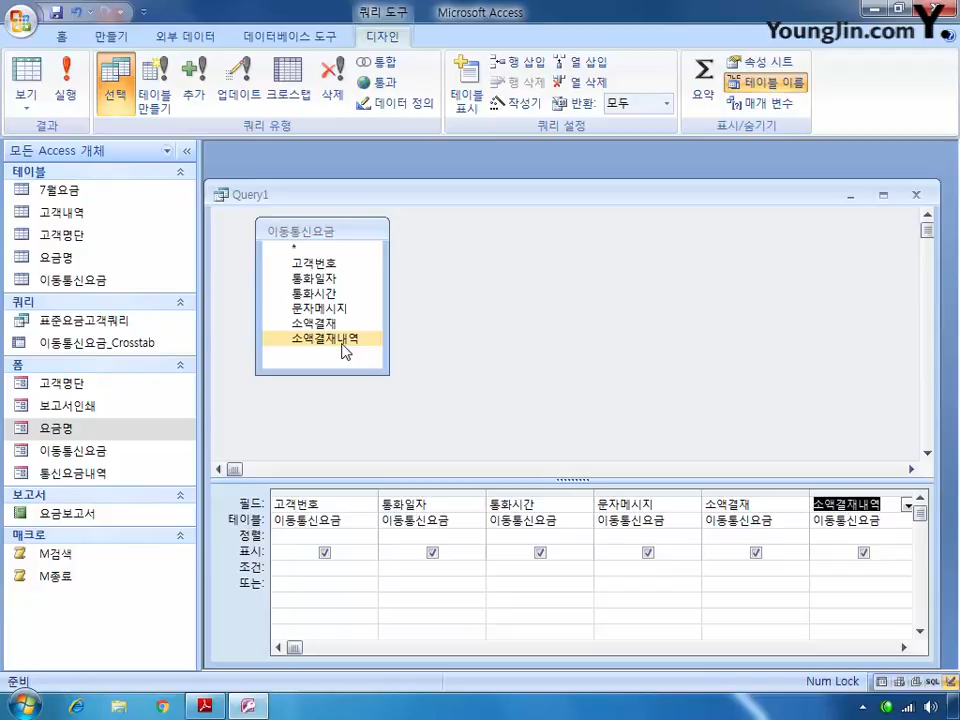 쿼리 도구
Microsoft Access
YoungJin.com Y.
홈
만들기
외부 데이터
데이터베이스 도구
디자인
보기
실행
결과
선택
테이블
만들기
추가
업데이트
크로스탭
삭제
통합
통과
데이터 정의
쿼리 유형
테이블
표시
행 삽입
행 삭제
작성기
열 삽입
열 삭제
반환:
모두
쿼리 설정
요약
속성 시트
테이블 이름
매개 변수
표시/숨기기
모든 Access 개체
테이블
7월요금
고객내역
고객명단
요금명
이동통신요금
쿼리
표준요금고객쿼리
이동통신요금_Crosstab
폼
고객명단
보고서인쇄
요금명
이동통신요금
통신요금내역
보고서
요금보고서
매크로
M검색
M종료
Query1
이동통신요금
*
고객번호
통화일자
통화시간
문자메시지
소액결재
소액결재내역
필드: 고객번호 통화일자 통화시간 문자메시지 소액결재 소액결재내역
테이블: 이동통신요금 이동통신요금 이동통신요금 이동통신요금 이동통신요금 이동통신요금
정렬:
표시:
조건:
또는:
준비
Num Lock
SQL